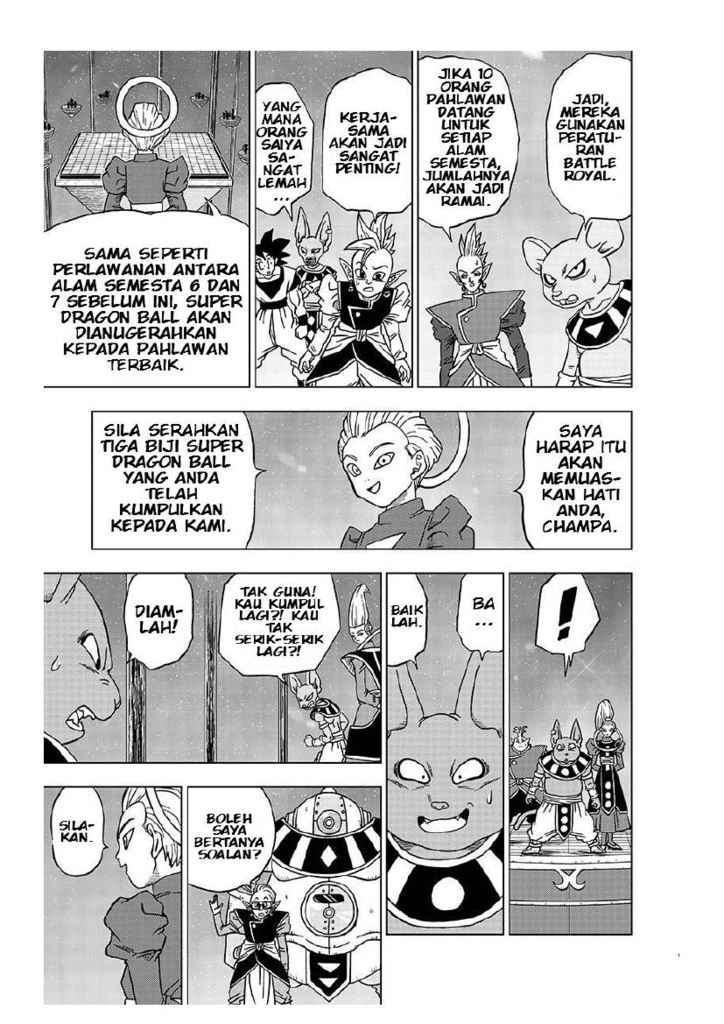 JADI,
MEREKA
GUNAKAN
PERATU-
RAN
BATTLE
ROYAL.
JIKA 10
ORANG
PAHLAWAN
DATANG
UNTUK
SETIAP
ALAM
SEMESTA,
JUMLAHNYA
AKAN JADI
RAMAI.
KERJA-
SAMA
AKAN JADI
SANGAT
PENTING!
YANG
MANA
ORANG
SAIYA
SA-
NGAT
LEMAH
...
SAMA SEPERTI
PERLAWANAN ANTARA
ALAM SEMESTA 6 DAN
7 SEBELUM INI, SUPER
DRAGON BALL AKAN
DIANUGERAHKAN
KEPADA PAHLAWAN
TERBAIK.
SAYA
HARAP ITU
AKAN
MEMUAS-
KAN HATI
ANDA,
CHAMPA.
SILA SERAHKAN
TIGA BIJI SUPER
DRAGON BALL
YANG ANDA
TELAH
KUMPULKAN
KEPADA KAMI.
!
BA
...
BAIK
LAH.
TAK GUNA!
KAU KUMPUL
LAGI?! KAU
TAK
SERIK-SERIK
LAGI?!
DIAM-
LAH!
BOLEH
SAYA
BERTANYA
SOALAN?
SILA-
KAN.